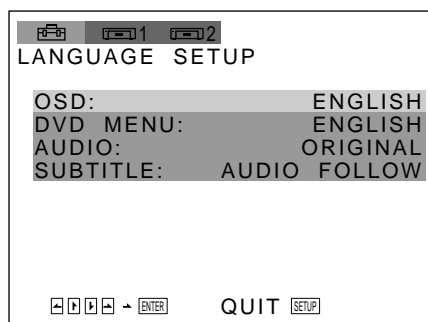 1 2
LANGUAGE SETUP
OSD: ENGLISH
DVD MENU: ENGLISH
AUDIO: ORIGINAL
SUBTITLE: AUDIO FOLLOW
ENTER QUIT SETUP